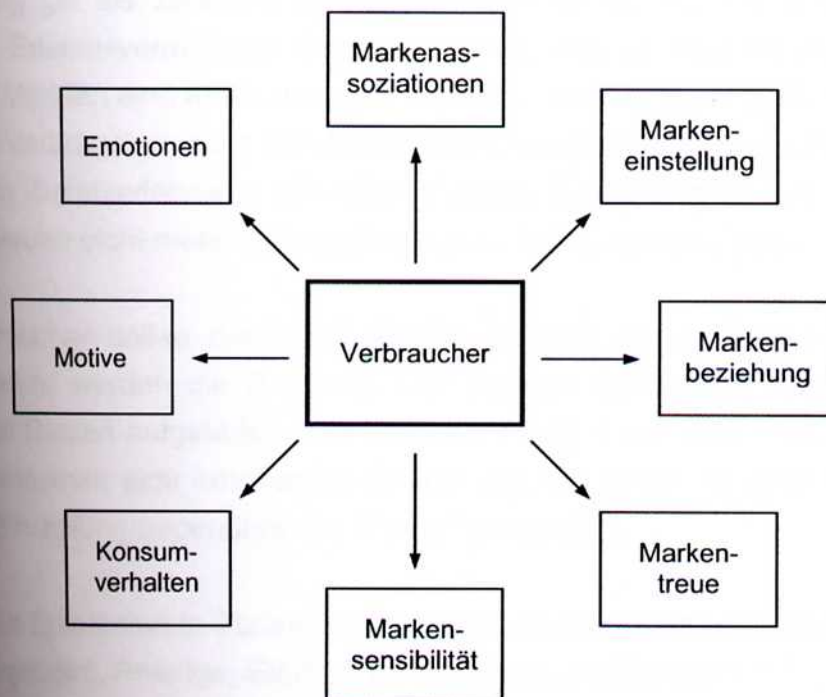 Markenas-
soziationen
Emotionen
Marken-
einstellung
Motive
Verbraucher
Marken-
beziehung
Konsum-
verhalten
Marken-
treue
Marken-
sensibilität